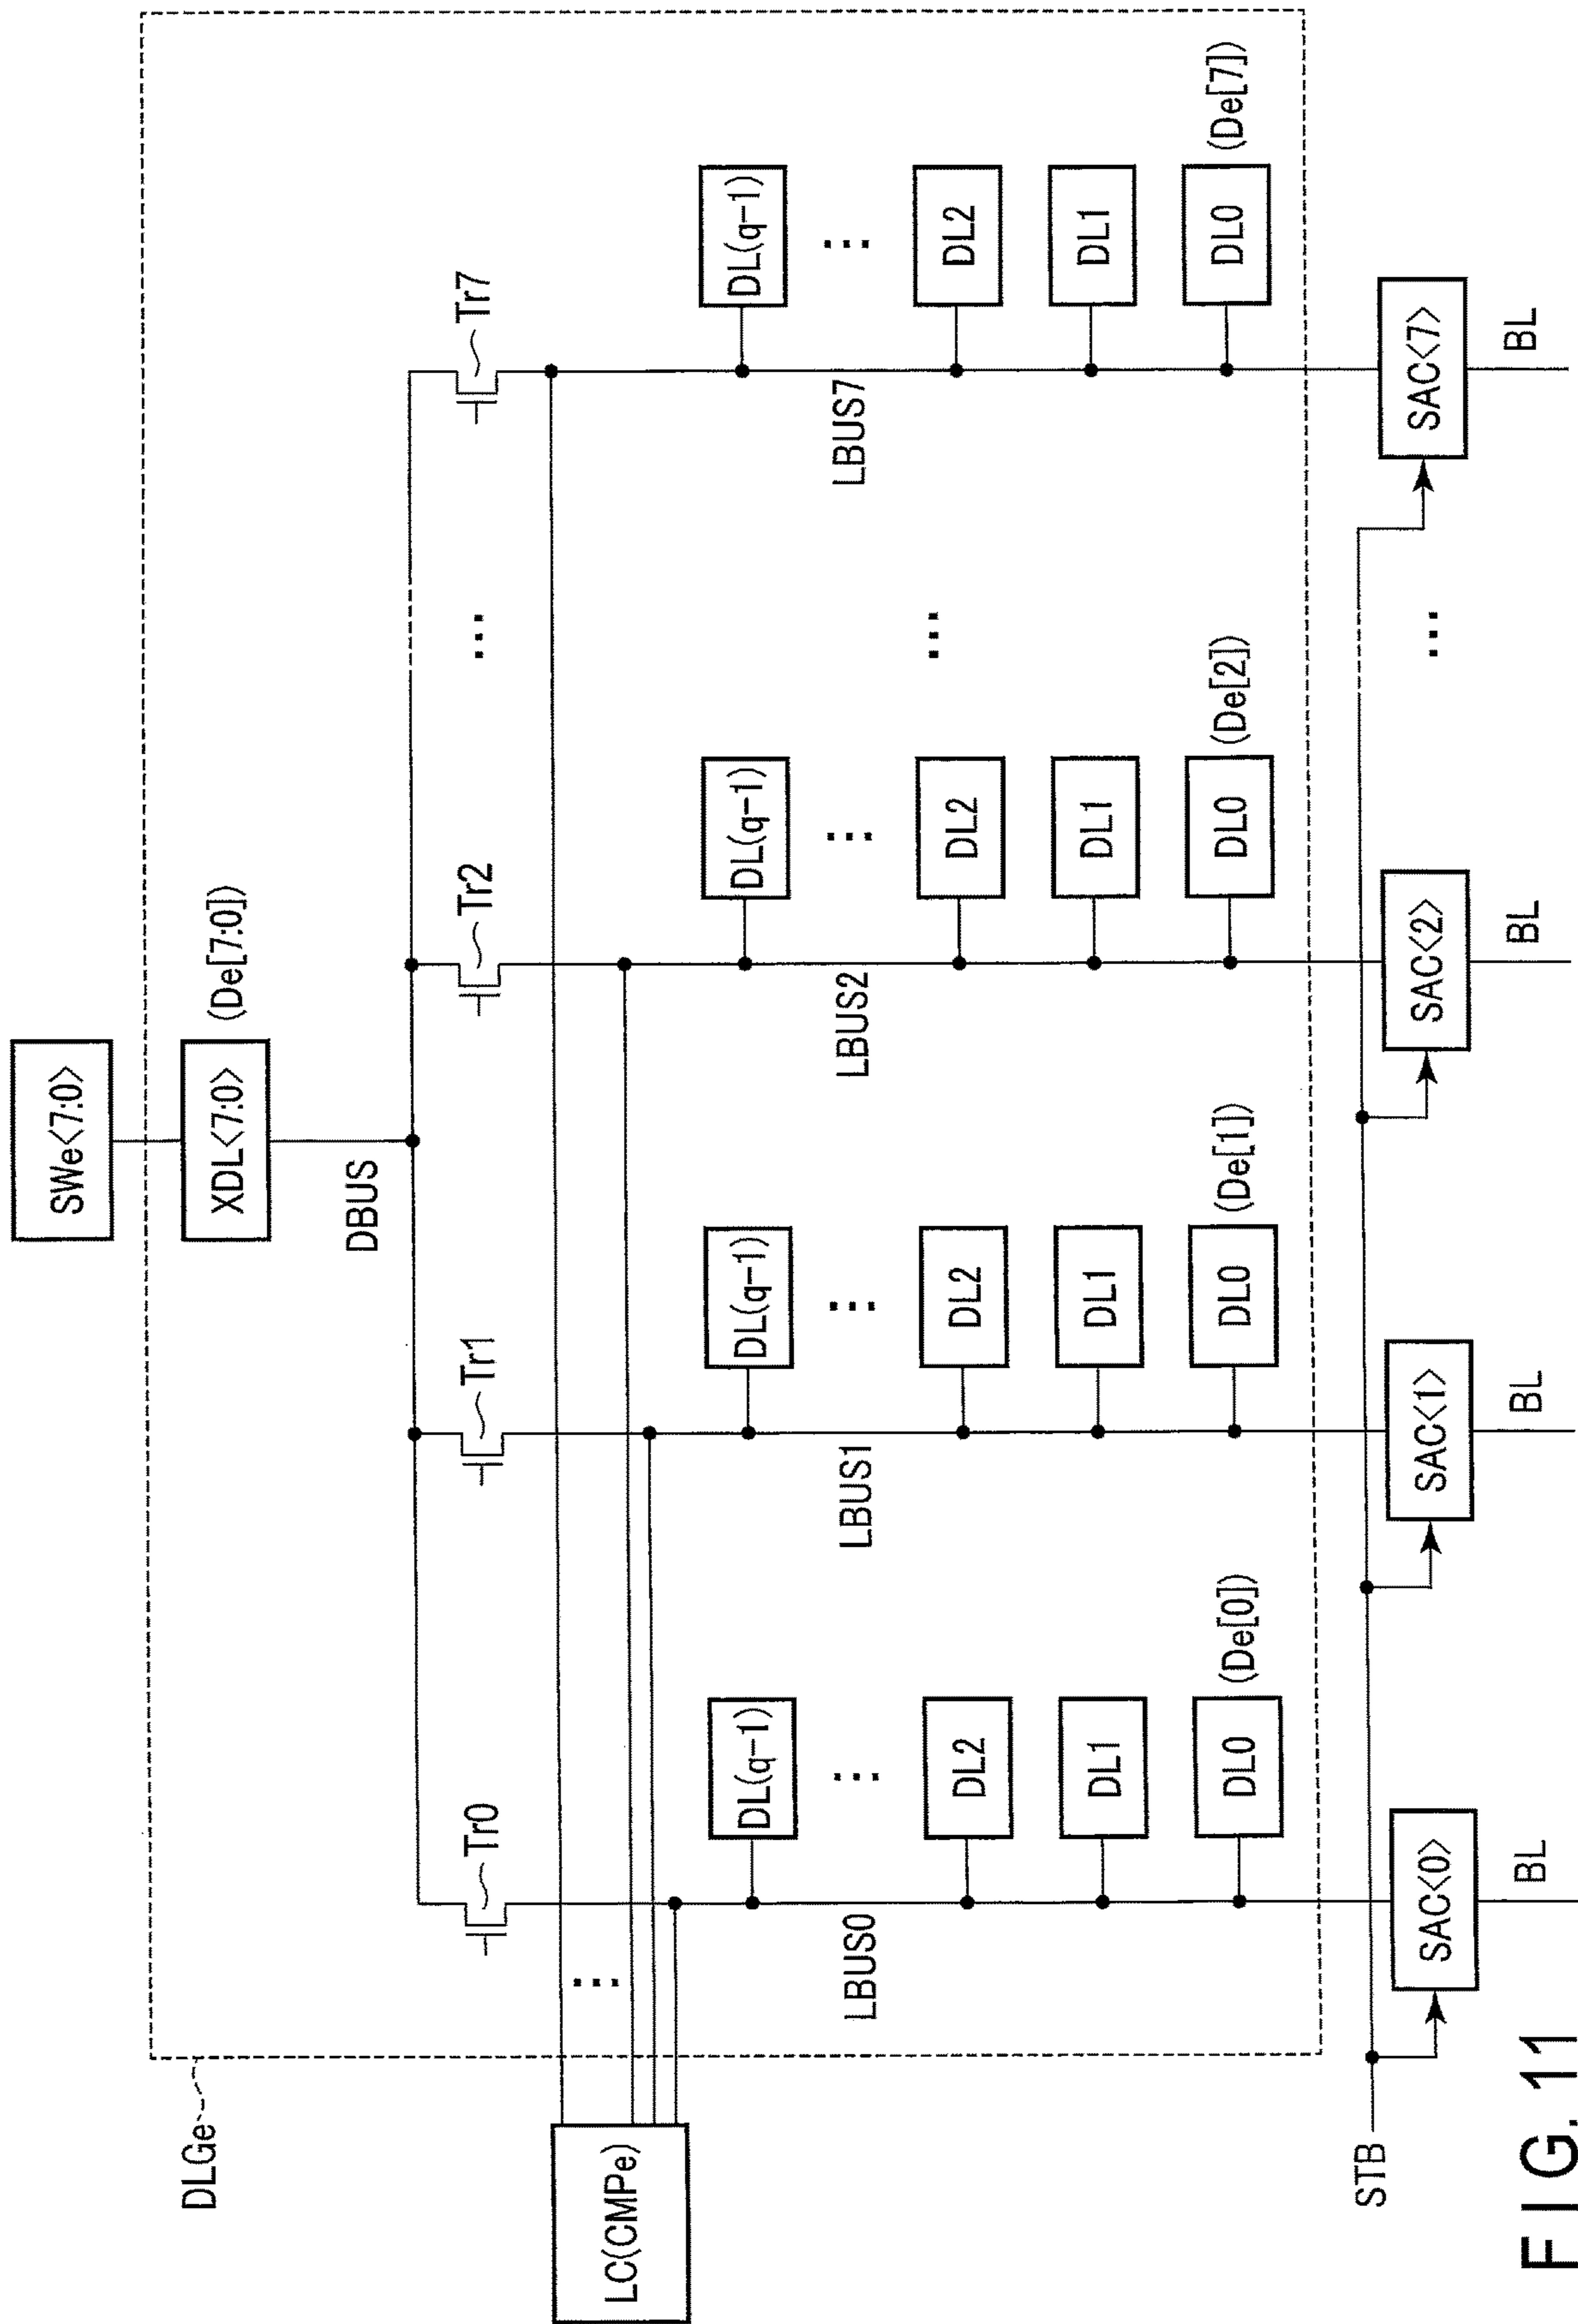 SWe<7:0>
DLGe
XDL<7:0>
(De[7:0])
DBUS
Tr0
Tr1
Tr2
...
Tr7
LC(CMPe)
...
DL(q-1)
DL(q-1)
DL(q-1)
DL(q-1)
LBUS0
...
LBUS1
...
LBUS2
...
LBUS7
...
DL2
DL2
DL2
...
DL2
DL1
DL1
DL1
DL1
DL0
(De[0])
DL0
(De[1])
DL0
(De[2])
DL0
(De[7])
STB
SAC<0>
SAC<1>
SAC<2>
...
SAC<7>
BL
BL
BL
BL
FIG. 11